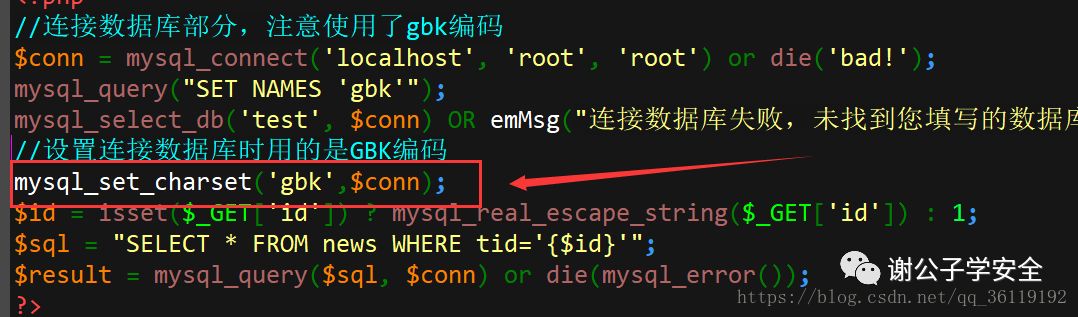 <?php
//连接数据库部分，注意使用了gbk编码
$conn = mysql_connect('localhost', 'root', 'root') or die('bad!');
mysql_query("SET NAMES 'gbk'");
mysql_select_db('test', $conn) OR emMsg("连接数据库失败，未找到您填写的数据库
//设置连接数据库时用的是GBK编码
mysql_set_charset('gbk',$conn);
$id = isset($_GET['id']) ? mysql_real_escape_string($_GET['id']) : 1;
$sql = "SELECT * FROM news WHERE tid='{$id}'";
$result = mysql_query($sql, $conn) or die(mysql_error());
?>
谢公子学安全
https://blog.csdn.net/qq_36119192